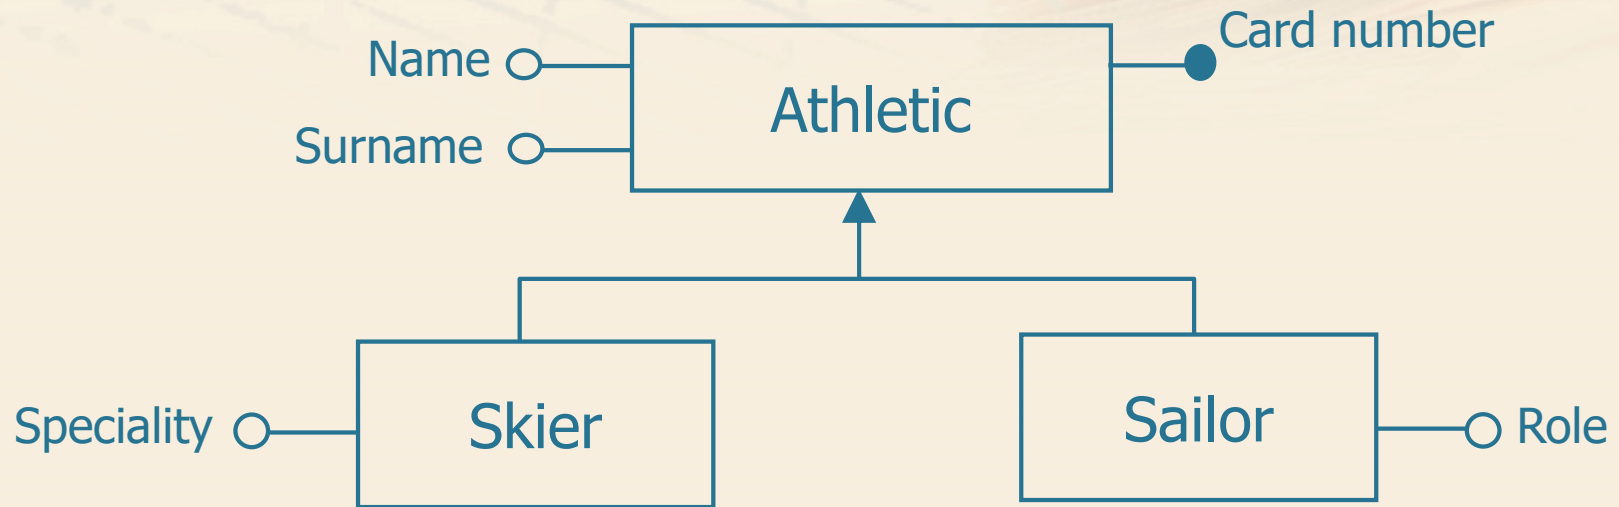 Card number
Name
Athletic
Surname
Speciality
Skier
Sailor
Role